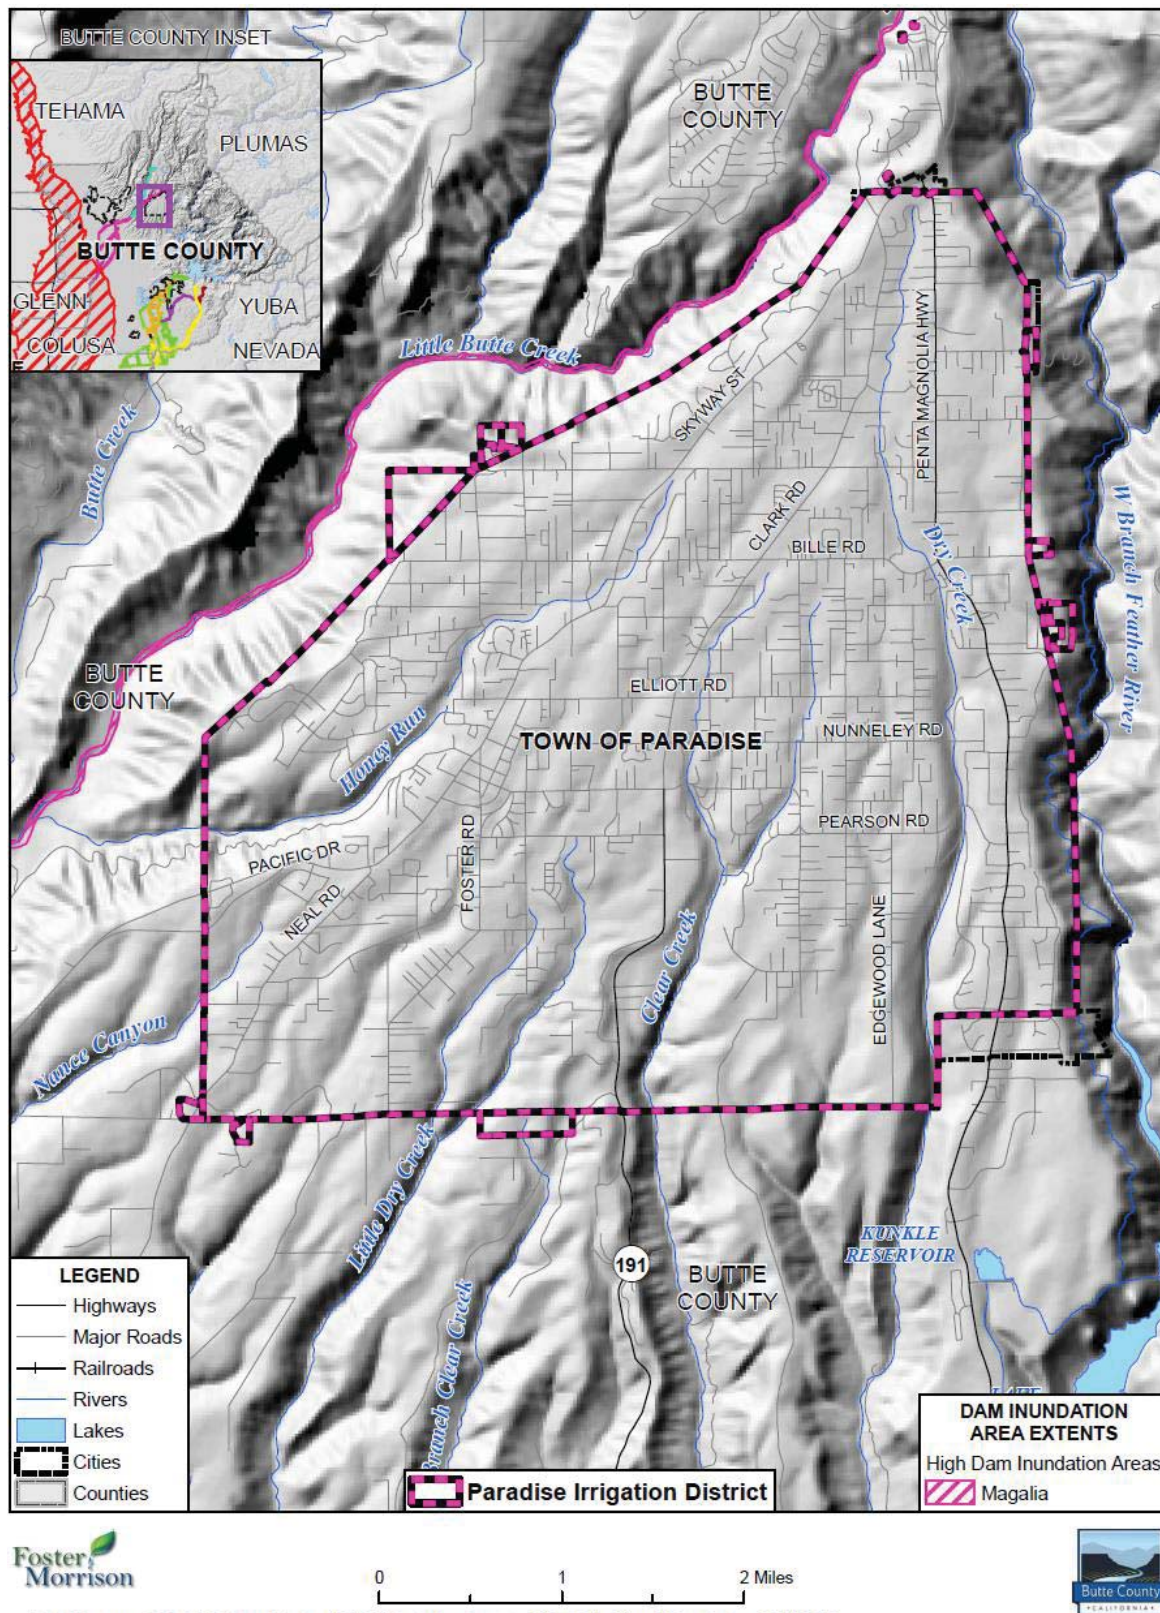 BUTTE COUNTY INSET
TEHAMA
PLUMAS
BUTTE COUNTY
GLENN
YUBA
COLUSA
NEVADA
BUTTE
COUNTY
Little Butte Creek
Butte Creek
SKYWAY ST
PENTA MAGNOLIA HWY
CLARK RD
BILLE RD
Dry Creek
W Branch Feather River
BUTTE
COUNTY
ELLIOTT RD
Honey Run
TOWN OF PARADISE
NUNNELEY RD
PEARSON RD
PACIFIC DR
FOSTER RD
NEAL RD
EDGEWOOD LANE
Clear Creek
Nance Canyon
Little Dry Creek
KUNKLE
RESERVOIR
191
BUTTE
COUNTY
Branch Clear Creek
LEGEND
Highways
Major Roads
Railroads
Rivers
Lakes
Cities
Counties
Paradise Irrigation District
DAM INUNDATION
AREA EXTENTS
High Dam Inundation Areas
Magalia
Foster
Morrison
0 1 2 Miles
Butte County
CALIFORNIA